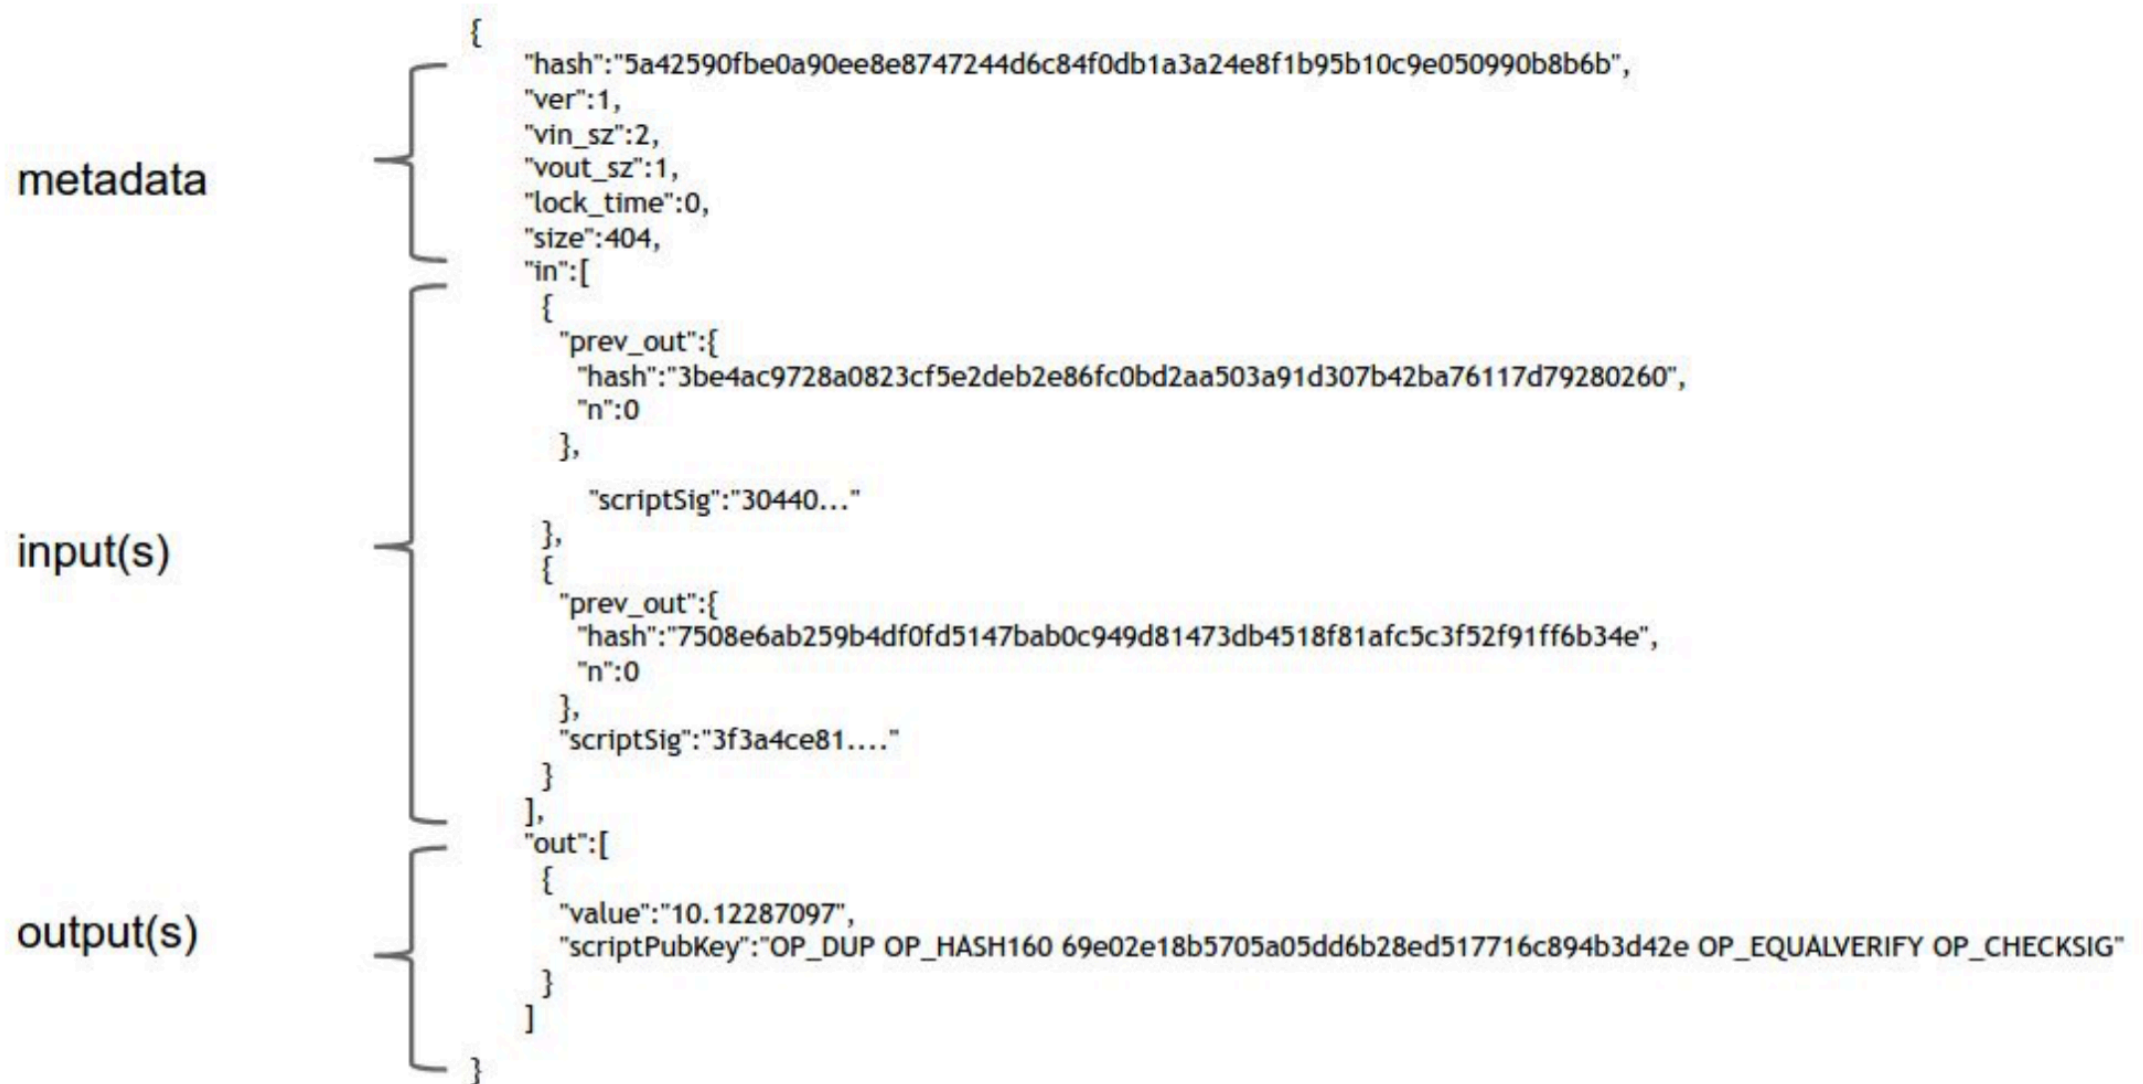 {
"hash":"5a42590fbe0a90ee8e8747244d6c84f0db1a3a24e8f1b95b10c9e050990b8b6b",
"ver":1,
"vin_sz":2,
metadata
"vout_sz":1,
"lock_time":0,
"size":404,
"in":[
{
"prev_out":{
"hash":"3be4ac9728a0823cf5e2deb2e86fc0bd2aa503a91d307b42ba76117d79280260",
"n":0
},
"scriptSig":"30440..."
},
input(s)
{
"prev_out":{
"hash":"7508e6ab259b4df0fd5147bab0c949d81473db4518f81afc5c3f52f91ff6b34e",
"n":0
},
"scriptSig":"3f3a4ce81...."
}
],
"out":[
{
"value":"10.12287097",
output(s)
"scriptPubKey":"OP_DUP OP_HASH160 69e02e18b5705a05dd6b28ed517716c894b3d42e OP_EQUALVERIFY OP_CHECKSIG"
}
]
}